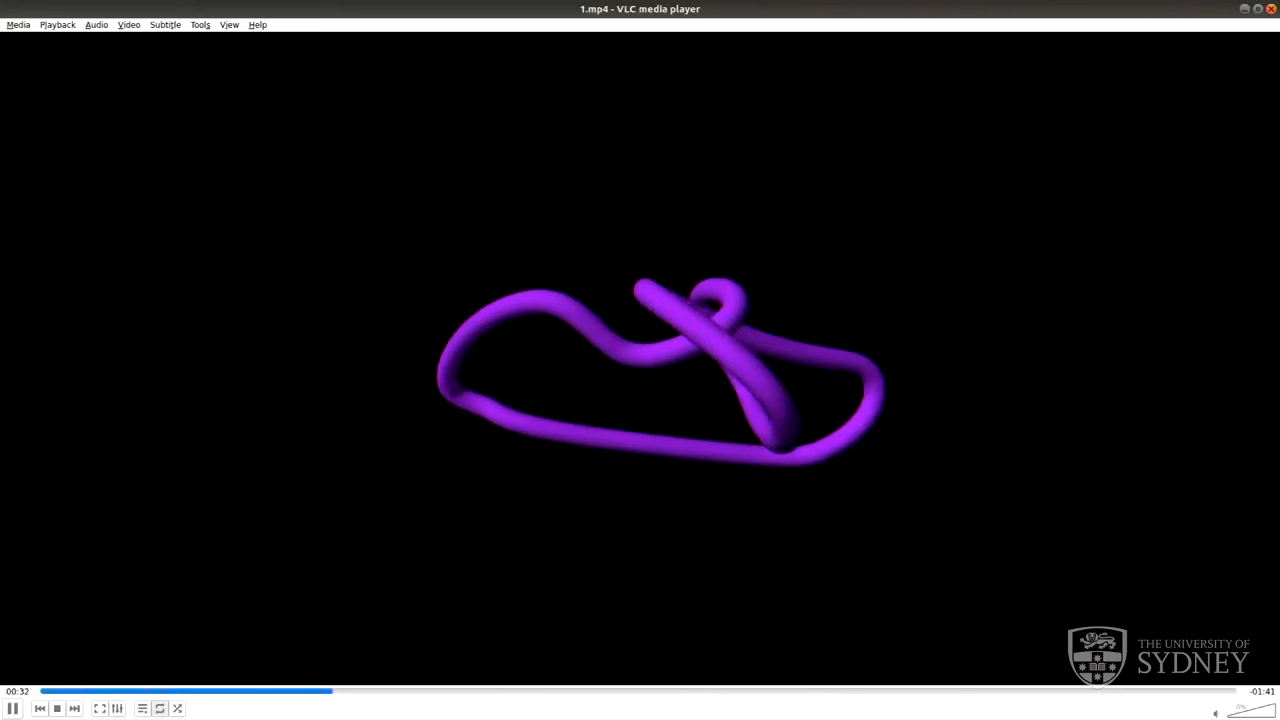 1.mp4 - VLC media player
Media Playback Audio Video Subtitle Tools View Help
THE UNIVERSITY OF
SYDNEY
00:32
-01:41
0%